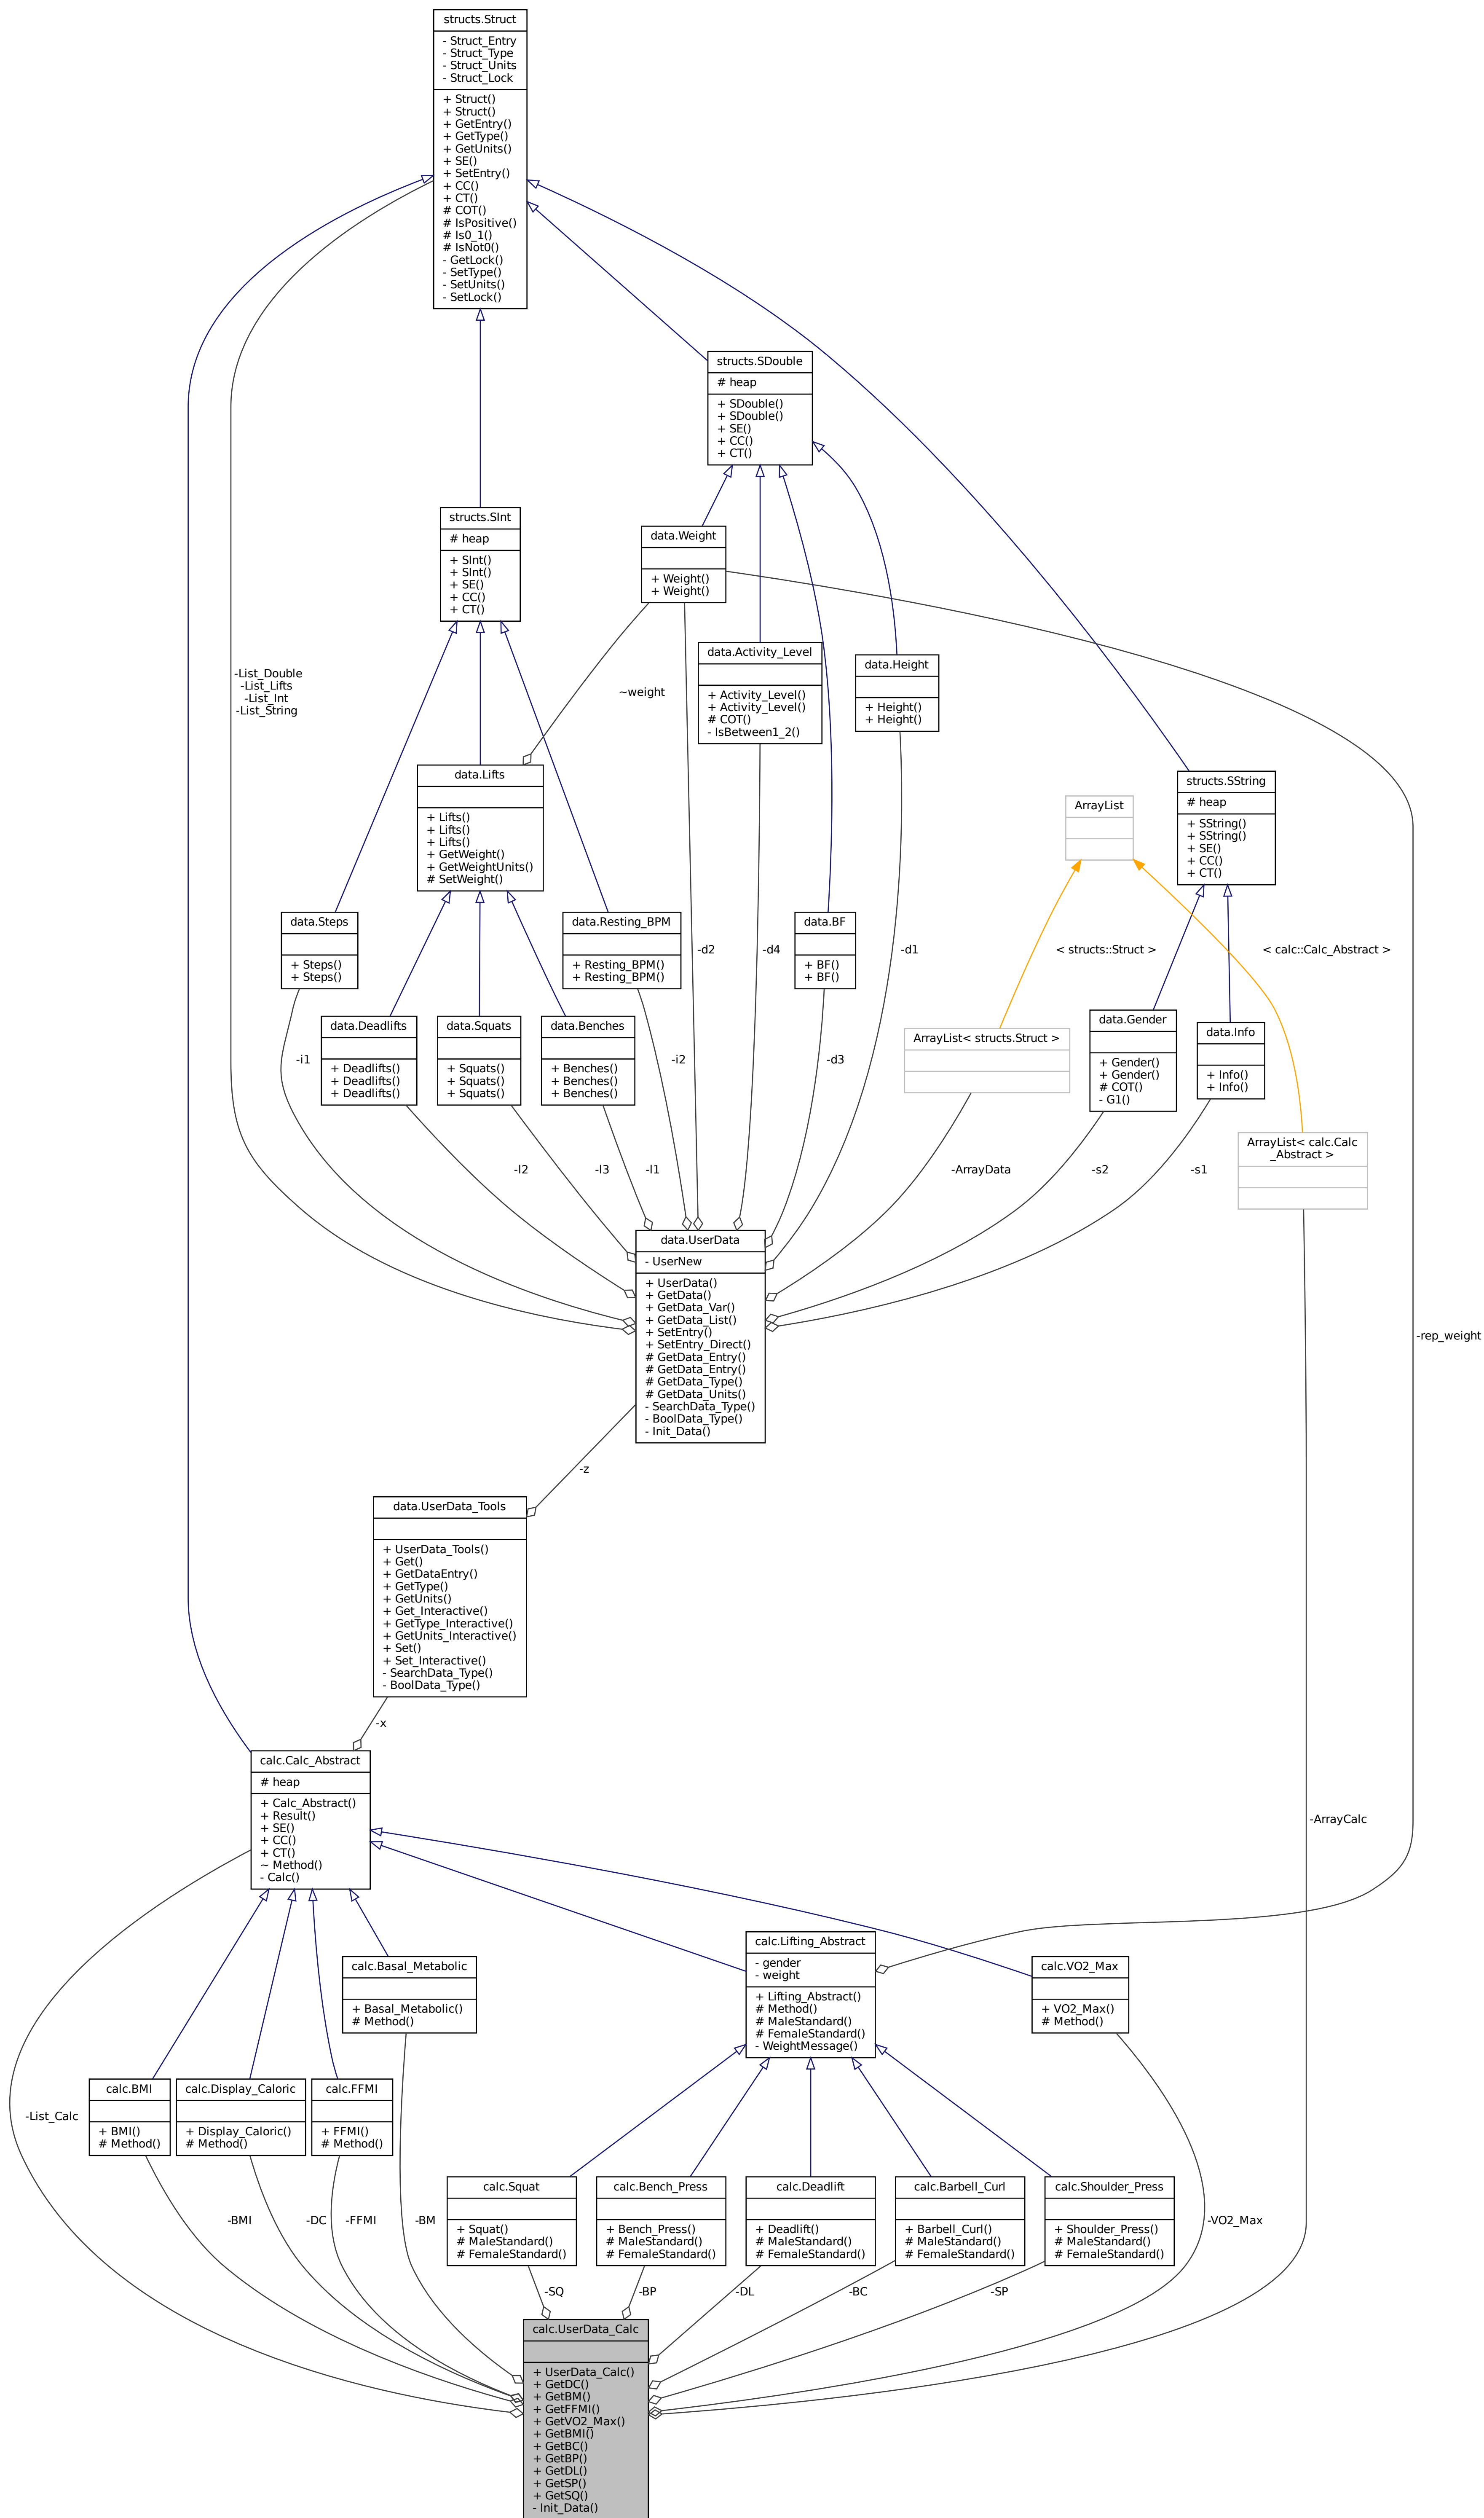 structs.Struct
- Struct_Entry
- Struct_Type
- Struct_Units
- Struct_Lock
+ Struct()
+ Struct()
+ GetEntry()
+ GetType()
+ GetUnits()
+ SE()
+ SetEntry()
+ CC()
+ CT()
# COT()
# IsPositive()
# Is0_1()
# IsNot0()
- GetLock()
- SetType()
- SetUnits()
- SetLock()
structs.SDouble
# heap
+ SDouble()
+ SDouble()
+ SE()
+ CC()
+ CT()
structs.SInt
# heap
+ SInt()
+ SInt()
+ SE()
+ CC()
+ CT()
data.Weight
+ Weight()
+ Weight()
data.Activity_Level
+ Activity_Level()
+ Activity_Level()
# COT()
- IsBetween1_2()
data.Height
+ Height()
+ Height()
-List_Double
-List_Lifts
-List_Int
-List_String
~weight
data.Lifts
+ Lifts()
+ Lifts()
+ Lifts()
+ GetWeight()
+ GetWeightUnits()
# SetWeight()
structs.SString
# heap
+ SString()
+ SString()
+ SE()
+ CC()
+ CT()
ArrayList
data.Steps
+ Steps()
+ Steps()
data.Resting_BPM
+ Resting_BPM()
+ Resting_BPM()
-d2
-d4
data.BF
+ BF()
+ BF()
-d1
< structs::Struct >
< calc::Calc_Abstract >
data.Deadlifts
+ Deadlifts()
+ Deadlifts()
+ Deadlifts()
data.Squats
+ Squats()
+ Squats()
+ Squats()
data.Benches
+ Benches()
+ Benches()
+ Benches()
ArrayList< structs.Struct >
data.Gender
+ Gender()
+ Gender()
# COT()
- G1()
data.Info
+ Info()
+ Info()
-i1
-i2
-d3
ArrayList< calc.Calc
_Abstract >
-l2
-l3
-l1
-ArrayData
-s2
-s1
data.UserData
- UserNew
+ UserData()
+ GetData()
+ GetData_Var()
+ GetData_List()
+ SetEntry()
+ SetEntry_Direct()
# GetData_Entry()
# GetData_Entry()
# GetData_Type()
# GetData_Units()
- SearchData_Type()
- BoolData_Type()
- Init_Data()
-rep_weight
-z
data.UserData_Tools
+ UserData_Tools()
+ Get()
+ GetDataEntry()
+ GetType()
+ GetUnits()
+ Get_Interactive()
+ GetType_Interactive()
+ GetUnits_Interactive()
+ Set()
+ Set_Interactive()
- SearchData_Type()
- BoolData_Type()
-x
calc.Calc_Abstract
# heap
+ Calc_Abstract()
+ Result()
+ SE()
+ CC()
+ CT()
~ Method()
- Calc()
-ArrayCalc
calc.Lifting_Abstract
- gender
- weight
+ Lifting_Abstract()
# Method()
# MaleStandard()
# FemaleStandard()
- WeightMessage()
calc.Basal_Metabolic
+ Basal_Metabolic()
# Method()
calc.VO2_Max
+ VO2_Max()
# Method()
-List_Calc
calc.BMI
+ BMI()
# Method()
calc.Display_Caloric
+ Display_Caloric()
# Method()
calc.FFMI
+ FFMI()
# Method()
calc.Squat
+ Squat()
# MaleStandard()
# FemaleStandard()
calc.Bench_Press
+ Bench_Press()
# MaleStandard()
# FemaleStandard()
calc.Deadlift
+ Deadlift()
# MaleStandard()
# FemaleStandard()
calc.Barbell_Curl
+ Barbell_Curl()
# MaleStandard()
# FemaleStandard()
calc.Shoulder_Press
+ Shoulder_Press()
# MaleStandard()
# FemaleStandard()
-BMI
-DC
-FFMI
-BM
-VO2_Max
-SQ
-BP
-DL
-BC
-SP
calc.UserData_Calc
+ UserData_Calc()
+ GetDC()
+ GetBM()
+ GetFFMI()
+ GetVO2_Max()
+ GetBMI()
+ GetBC()
+ GetBP()
+ GetDL()
+ GetSP()
+ GetSQ()
- Init_Data()